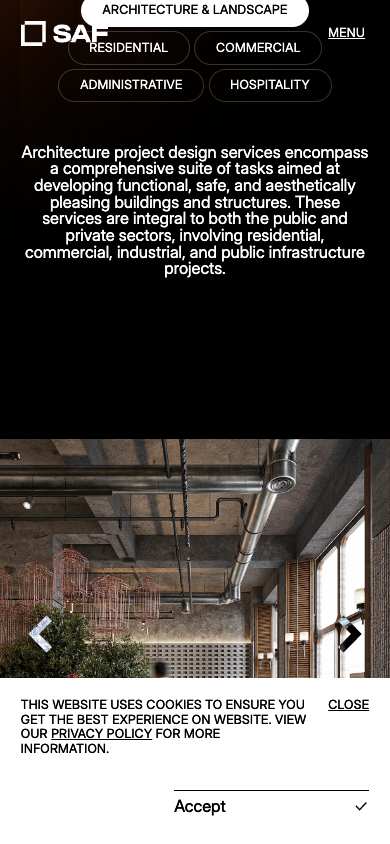 ARCHITECTURE & LANDSCAPE
SAF
MENU
RESIDENTIAL
COMMERCIAL
ADMINISTRATIVE
HOSPITALITY
Architecture project design services encompass
a comprehensive suite of tasks aimed at
developing functional, safe, and aesthetically
pleasing buildings and structures. These
services are integral to both the public and
private sectors, involving residential,
commercial, industrial, and public infrastructure
projects.
THIS WEBSITE USES COOKIES TO ENSURE YOU
GET THE BEST EXPERIENCE ON WEBSITE. VIEW
OUR PRIVACY POLICY FOR MORE
INFORMATION.
CLOSE
Accept